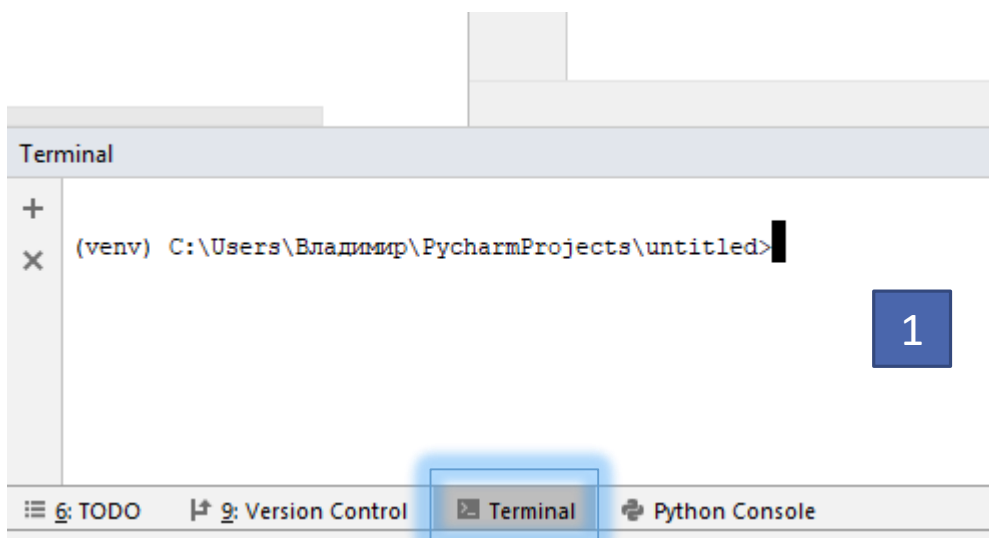 Terminal
(venv) C:\Users\Владимир\PycharmProjects\untitled>
1
6: TODO 9: Version Control Terminal Python Console